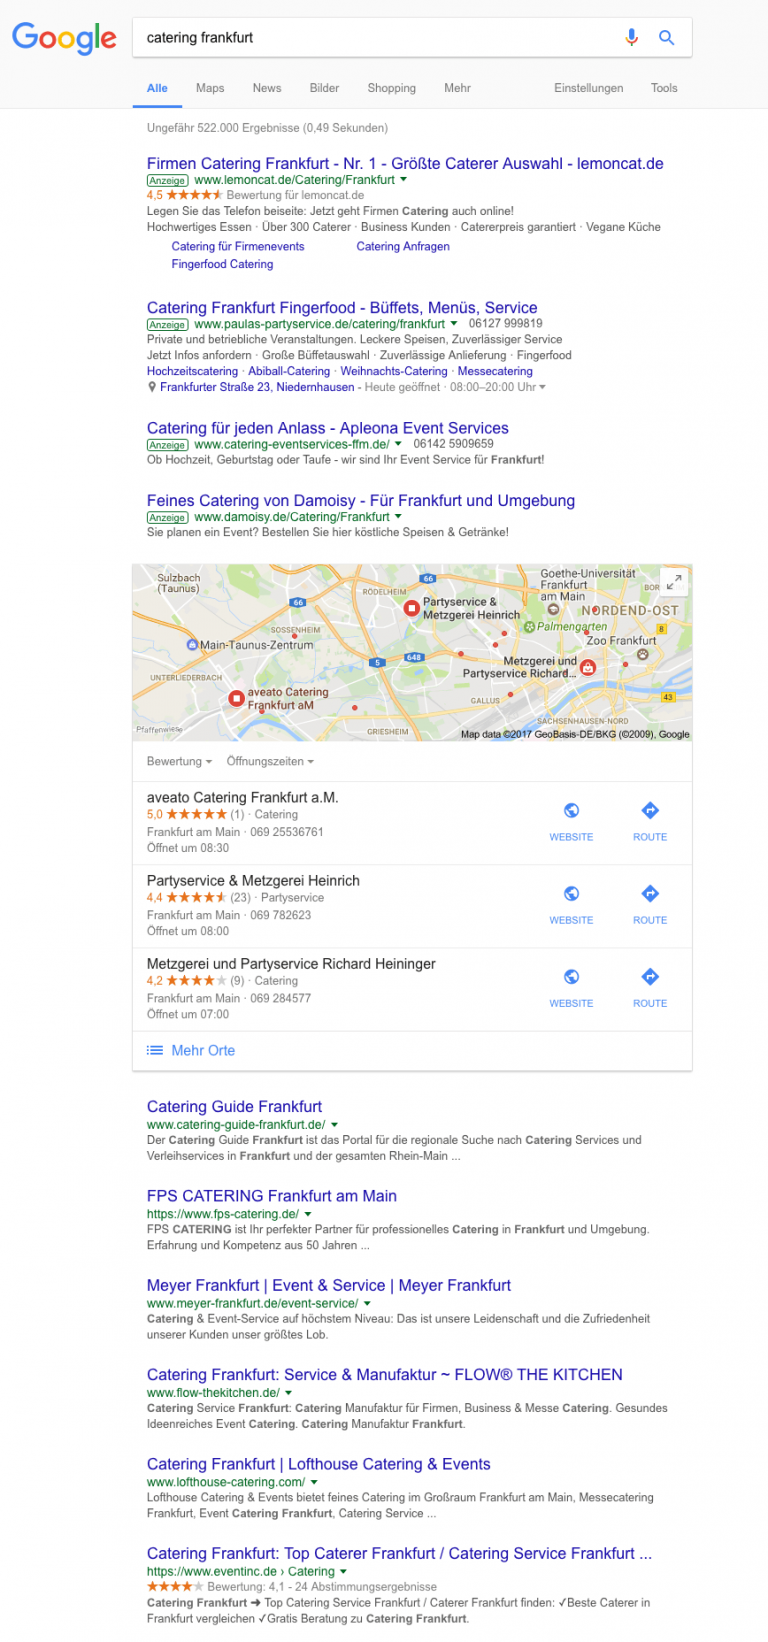 Google
catering frankfurt
Alle Maps News Bilder Shopping Mehr Einstellungen Tools
Ungefähr 522.000 Ergebnisse (0,49 Sekunden)
Firmen Catering Frankfurt - Nr. 1 - Größte Caterer Auswahl - lemoncat.de
Anzeige www.lemoncat.de/Catering/Frankfurt
4,5 Bewertung für lemoncat.de
Legen Sie das Telefon beiseite: Jetzt geht Firmen Catering auch online!
Hochwertiges Essen · Über 300 Caterer · Business Kunden · Catererpreis garantiert · Vegane Küche
Catering für Firmenevents Catering Anfragen
Fingerfood Catering
Catering Frankfurt Fingerfood - Büffets, Menüs, Service
Anzeige www.paulas-partyservice.de/catering/frankfurt 06127 999819
Private und betriebliche Veranstaltungen. Leckere Speisen, Zuverlässiger Service
Jetzt Infos anfordern · Große Büffetauswahl · Zuverlässige Anlieferung · Fingerfood
Hochzeitscatering · Abiball-Catering · Weihnachts-Catering · Messecatering
Frankfurter Straße 23, Niedernhausen - Heute geöffnet · 08:00–20:00 Uhr
Catering für jeden Anlass - Apleona Event Services
Anzeige www.catering-eventservices-ffm.de/ 06142 5909659
Ob Hochzeit, Geburtstag oder Taufe - wir sind Ihr Event Service für Frankfurt!
Feines Catering von Damoisy - Für Frankfurt und Umgebung
Anzeige www.damoisy.de/Catering/Frankfurt
Sie planen ein Event? Bestellen Sie hier köstliche Speisen & Getränke!
Sulzbach
(Taunus)
66
66
RÖDELHEIM
Goethe-Universität
Frankfurt
am Main
BOR
Partyservice &
Metzgerei Heinrich
NORDEND-OST
SOSSENHEIM
Palmengarten
8
Main-Taunus-Zentrum
Zoo Frankfurt
5
648
Metzgerei und
Partyservice Richard...
UNTERLIEDERBACH
aveato Catering
Frankfurt aM
GALLUS
43
SACHSENHAUSEN-NORD
Pfaffenwiese
GRIESHEIM
Map data ©2017 GeoBasis-DE/BKG (©2009), Google
Bewertung Öffnungszeiten
aveato Catering Frankfurt a.M.
5,0 (1) · Catering
Frankfurt am Main · 069 25536761
Öffnet um 08:30
WEBSITE ROUTE
Partyservice & Metzgerei Heinrich
4,4 (23) · Partyservice
Frankfurt am Main · 069 782623
Öffnet um 08:00
WEBSITE ROUTE
Metzgerei und Partyservice Richard Heininger
4,2 (9) · Catering
Frankfurt am Main · 069 284577
Öffnet um 07:00
WEBSITE ROUTE
Mehr Orte
Catering Guide Frankfurt
www.catering-guide-frankfurt.de/
Der Catering Guide Frankfurt ist das Portal für die regionale Suche nach Catering Services und
Verleihservices in Frankfurt und der gesamten Rhein-Main ...
FPS CATERING Frankfurt am Main
https://www.fps-catering.de/
FPS CATERING ist Ihr perfekter Partner für professionelles Catering in Frankfurt und Umgebung.
Erfahrung und Kompetenz aus 50 Jahren ...
Meyer Frankfurt | Event & Service | Meyer Frankfurt
www.meyer-frankfurt.de/event-service/
Catering & Event-Service auf höchstem Niveau: Das ist unsere Leidenschaft und die Zufriedenheit
unserer Kunden unser größtes Lob.
Catering Frankfurt: Service & Manufaktur ~ FLOW® THE KITCHEN
www.flow-thekitchen.de/
Catering Service Frankfurt: Catering Manufaktur für Firmen, Business & Messe Catering. Gesundes
Ideenreiches Event Catering. Catering Manufaktur Frankfurt.
Catering Frankfurt | Lofthouse Catering & Events
www.lofthouse-catering.com/
Lofthouse Catering & Events bietet feines Catering im Großraum Frankfurt am Main, Messecatering
Frankfurt, Event Catering Frankfurt, Catering Service ...
Catering Frankfurt: Top Caterer Frankfurt / Catering Service Frankfurt ...
https://www.eventinc.de › Catering
Bewertung: 4,1 - 24 Abstimmungsergebnisse
Catering Frankfurt ➜ Top Catering Service Frankfurt / Caterer Frankfurt finden: ✓Beste Caterer in
Frankfurt vergleichen ✓Gratis Beratung zu Catering Frankfurt.